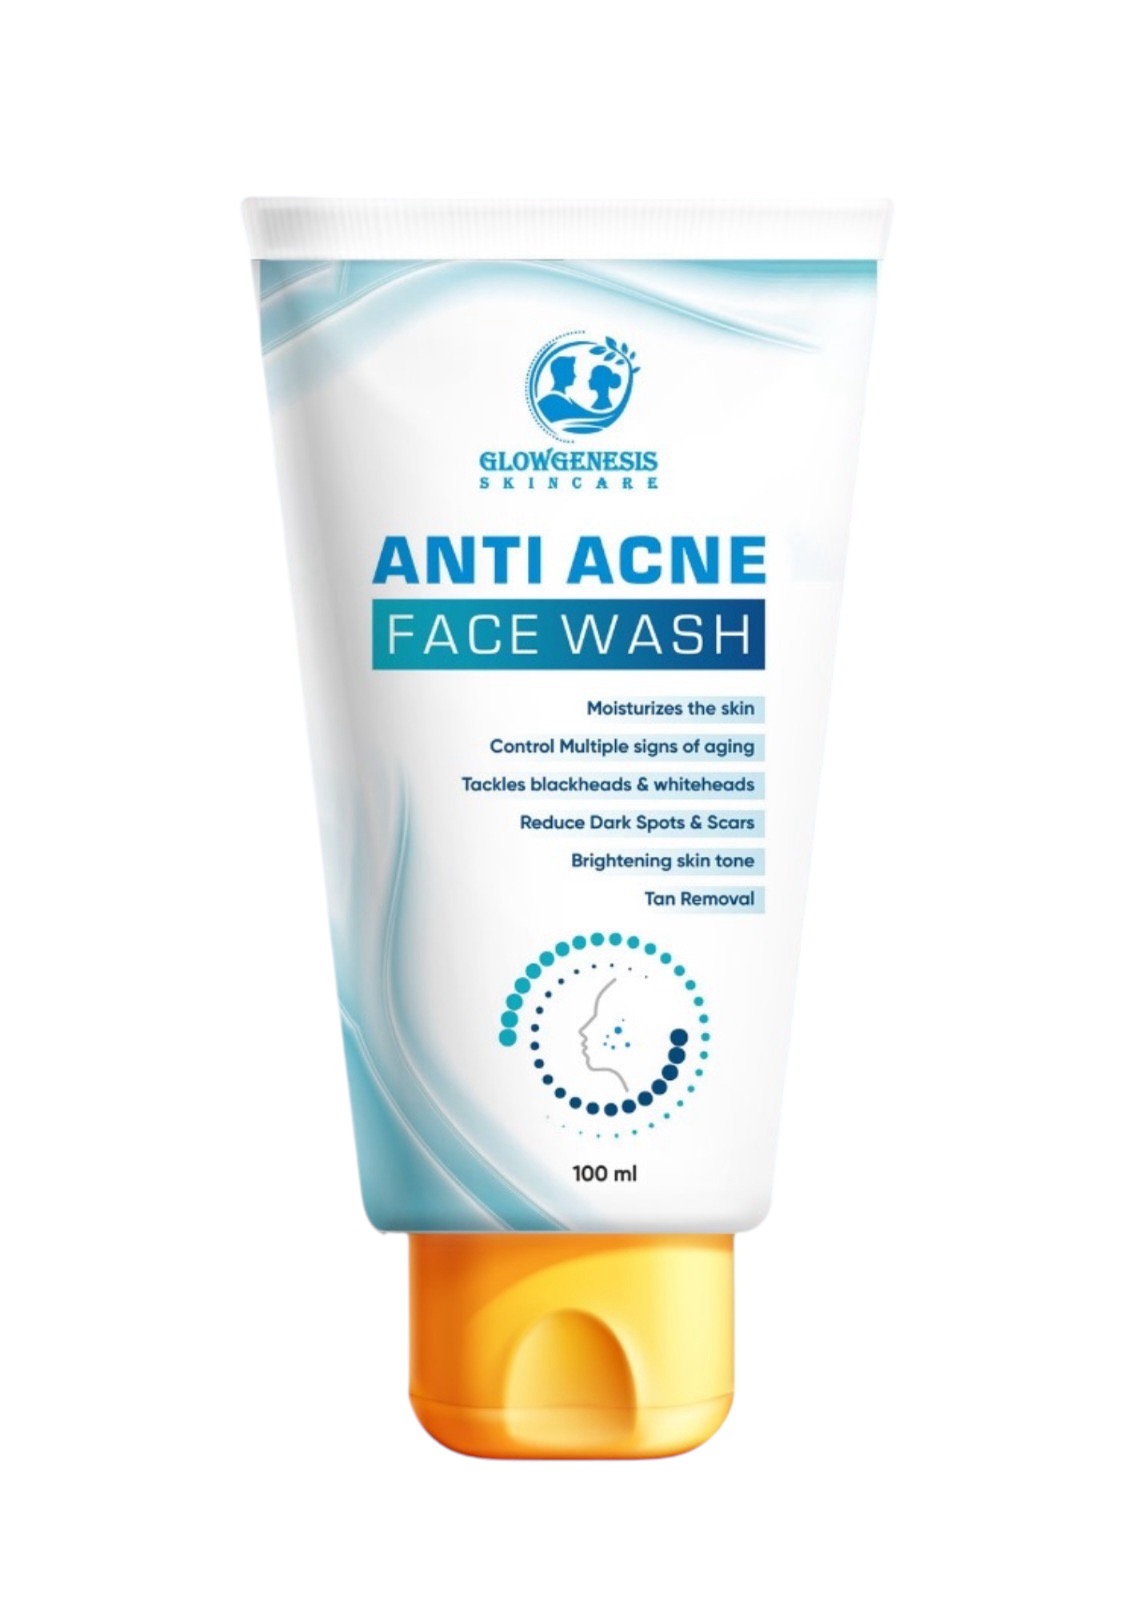 GLOWGENESIS
SKINCARE
ANTI ACNE
FACE WASH
Moisturizes the skin
Control Multiple signs of aging
Tackles blackheads & whiteheads
Reduce Dark Spots & Scars
Brightening skin tone
Tan Removal
100 ml